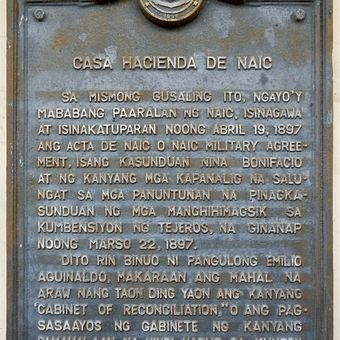 CASA HACIENDA DE NAIC
SA MISMONG GUSALING ITO, NGAYO'Y
MABABANG PAARALAN NG NAIC, ISINAGAWA
AT ISINAKATUPARAN NOONG ABRIL 19, 1897
ANG ACTA DE NAIC O NAIC MILITARY AGREE-
MENT, ISANG KASUNDUAN NINA BONIFACIO
AT NG KANYANG MGA KAPANALIG NA SALU-
NGAT SA MGA PANUNTUNAN NA PINAGKA-
SUNDUAN NG MGA MANGHIHIMAGSIK SA
KUMBENSIYON NG TEJEROS, NA GINANAP
NOONG MARSO 22, 1897.
DITO RIN BINUO NI PANGULONG EMILIO
AGUINALDO, MAKARAAN ANG MAHAL NA
ARAW NANG TAON DING YAON ANG KANYANG
"CABINET OF RECONCILIATION," O ANG PAG-
SASAAYOS NG GABINETE NG KANYANG